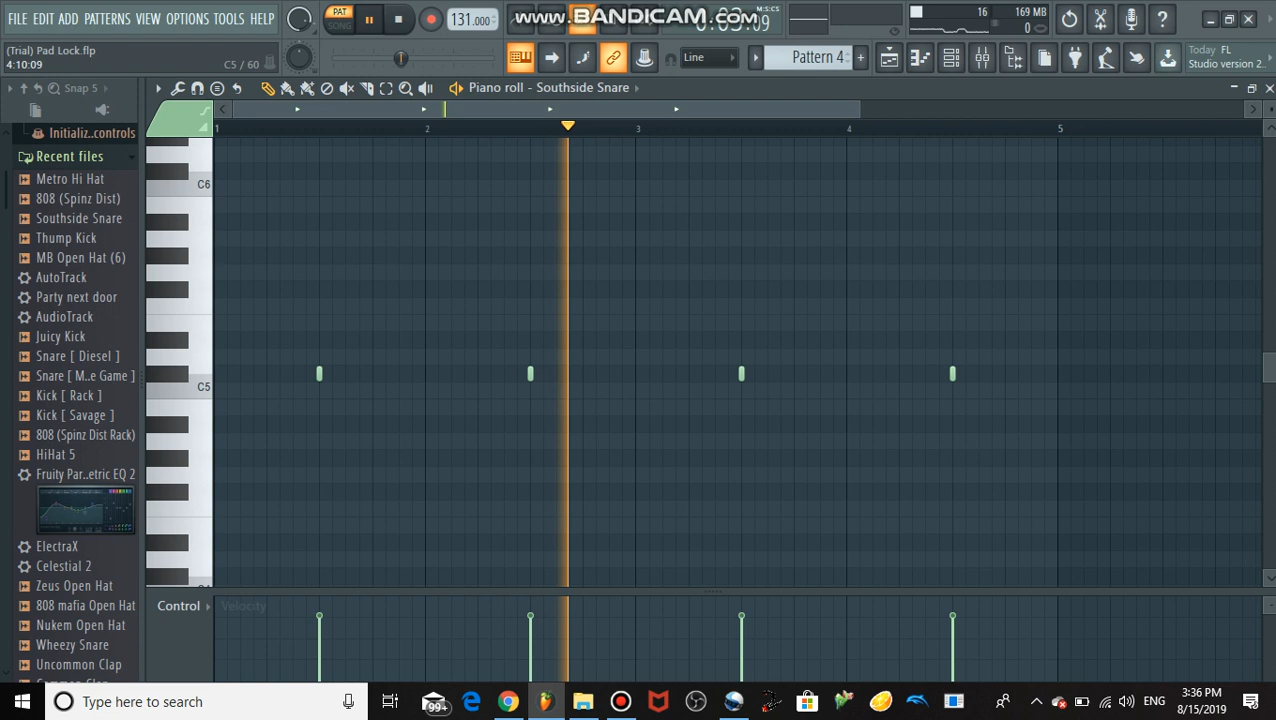 FILE EDIT ADD PATTERNS VIEW OPTIONS TOOLS HELP
PAT
SONG
131.000
www.BANDICAM.com
0:03:09
M:S:CS
16
169 MB
0
(Trial) Pad Lock.flp
4:10:09
C5 / 60
Line
Pattern 4
Today FL
Studio version 2..
Snap 5
Piano roll - Southside Snare
Initializ..controls
Recent files
Metro Hi Hat
808 (Spinz Dist)
Southside Snare
Thump Kick
MB Open Hat (6)
AutoTrack
Party next door
AudioTrack
Juicy Kick
Snare [ Diesel ]
Snare [ M..e Game ]
Kick [ Rack ]
Kick [ Savage ]
808 (Spinz Dist Rack)
HiHat 5
Fruity Par..etric EQ 2
ElectraX
Celestial 2
Zeus Open Hat
808 mafia Open Hat
Nukem Open Hat
Wheezy Snare
Uncommon Clap
1 2 3 4 5
C6
C5
Control
Velocity
Type here to search
99+
ENG
3:36 PM
8/15/2019